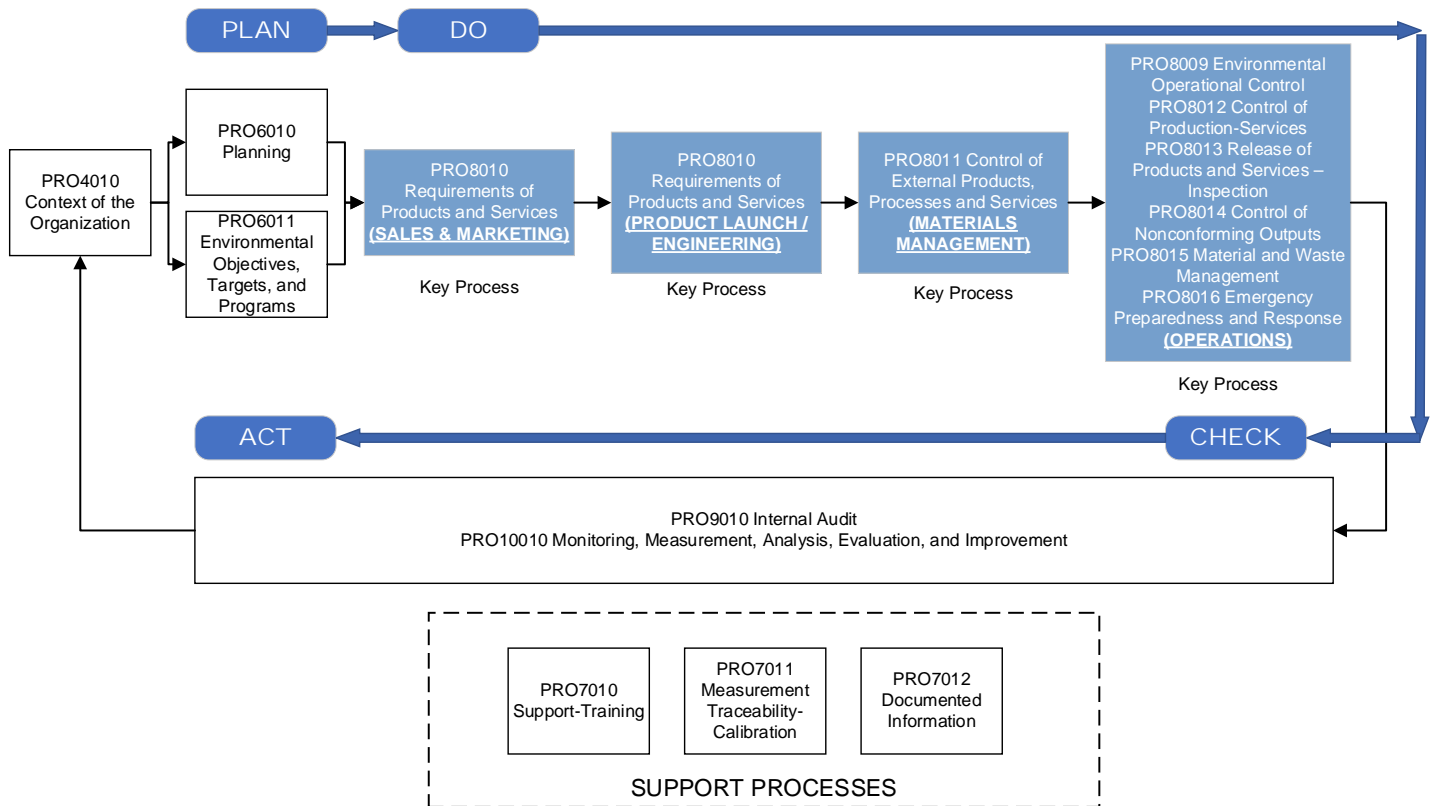 PLAN
DO
PRO4010
Context of the
Organization
PRO6010
Planning
PRO6011
Environmental
Objectives,
Targets, and
Programs
PRO8010
Requirements of
Products and Services
(SALES & MARKETING)
Key Process
PRO8010
Requirements of
Products and Services
(PRODUCT LAUNCH /
ENGINEERING)
Key Process
PRO8011 Control of
External Products,
Processes and Services
(MATERIALS
MANAGEMENT)
Key Process
PRO8009 Environmental
Operational Control
PRO8012 Control of
Production-Services
PRO8013 Release of
Products and Services –
Inspection
PRO8014 Control of
Nonconforming Outputs
PRO8015 Material and Waste
Management
PRO8016 Emergency
Preparedness and Response
(OPERATIONS)
Key Process
ACT
CHECK
PRO9010 Internal Audit
PRO10010 Monitoring, Measurement, Analysis, Evaluation, and Improvement
PRO7010
Support-Training
PRO7011
Measurement
Traceability-
Calibration
PRO7012
Documented
Information
SUPPORT PROCESSES